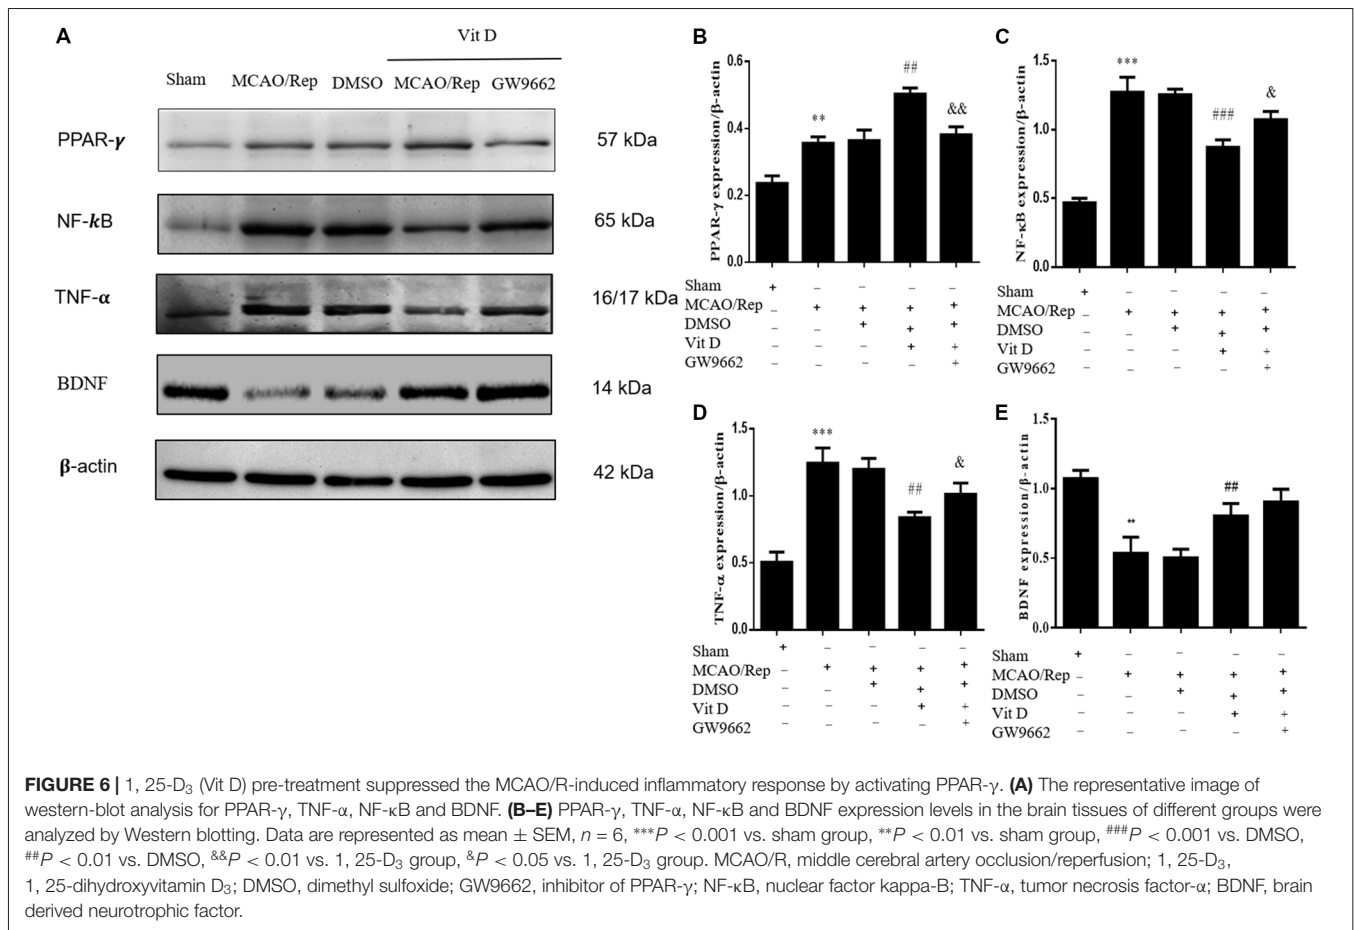 A
Vit D
Sham MCAO/Rep DMSO MCAO/Rep GW9662
PPAR-γ 57 kDa
NF-kB 65 kDa
TNF-α 16/17 kDa
BDNF 14 kDa
β-actin 42 kDa
B
PPAR-γ expression/β-actin
0.6
0.4
0.2
0.0
** ## &&
Sham + – – – –
MCAO/Rep – + + + +
DMSO – – + + +
Vit D – – – + +
GW9662 – – – – +
C
NF-κB expression/β-actin
1.5
1.0
0.5
0.0
*** ### &
Sham + – – – –
MCAO/Rep – + + + +
DMSO – – + + +
Vit D – – – + +
GW9662 – – – – +
D
TNF-α expression/β-actin
1.5
1.0
0.5
0.0
*** ## &
Sham + – – – –
MCAO/Rep – + + + +
DMSO – – + + +
Vit D – – – + +
GW9662 – – – – +
E
BDNF expression/β-actin
1.5
1.0
0.5
0.0
** ##
Sham + – – – –
MCAO/Rep – + + + +
DMSO – – + + +
Vit D – – – + +
GW9662 – – – – +
FIGURE 6 | 1, 25-D3 (Vit D) pre-treatment suppressed the MCAO/R-induced inflammatory response by activating PPAR-γ. (A) The representative image of
western-blot analysis for PPAR-γ, TNF-α, NF-κB and BDNF. (B–E) PPAR-γ, TNF-α, NF-κB and BDNF expression levels in the brain tissues of different groups were
analyzed by Western blotting. Data are represented as mean ± SEM, n = 6, ***P < 0.001 vs. sham group, **P < 0.01 vs. sham group, ###P < 0.001 vs. DMSO,
##P < 0.01 vs. DMSO, &&P < 0.01 vs. 1, 25-D3 group, &P < 0.05 vs. 1, 25-D3 group. MCAO/R, middle cerebral artery occlusion/reperfusion; 1, 25-D3,
1, 25-dihydroxyvitamin D3; DMSO, dimethyl sulfoxide; GW9662, inhibitor of PPAR-γ; NF-κB, nuclear factor kappa-B; TNF-α, tumor necrosis factor-α; BDNF, brain
derived neurotrophic factor.